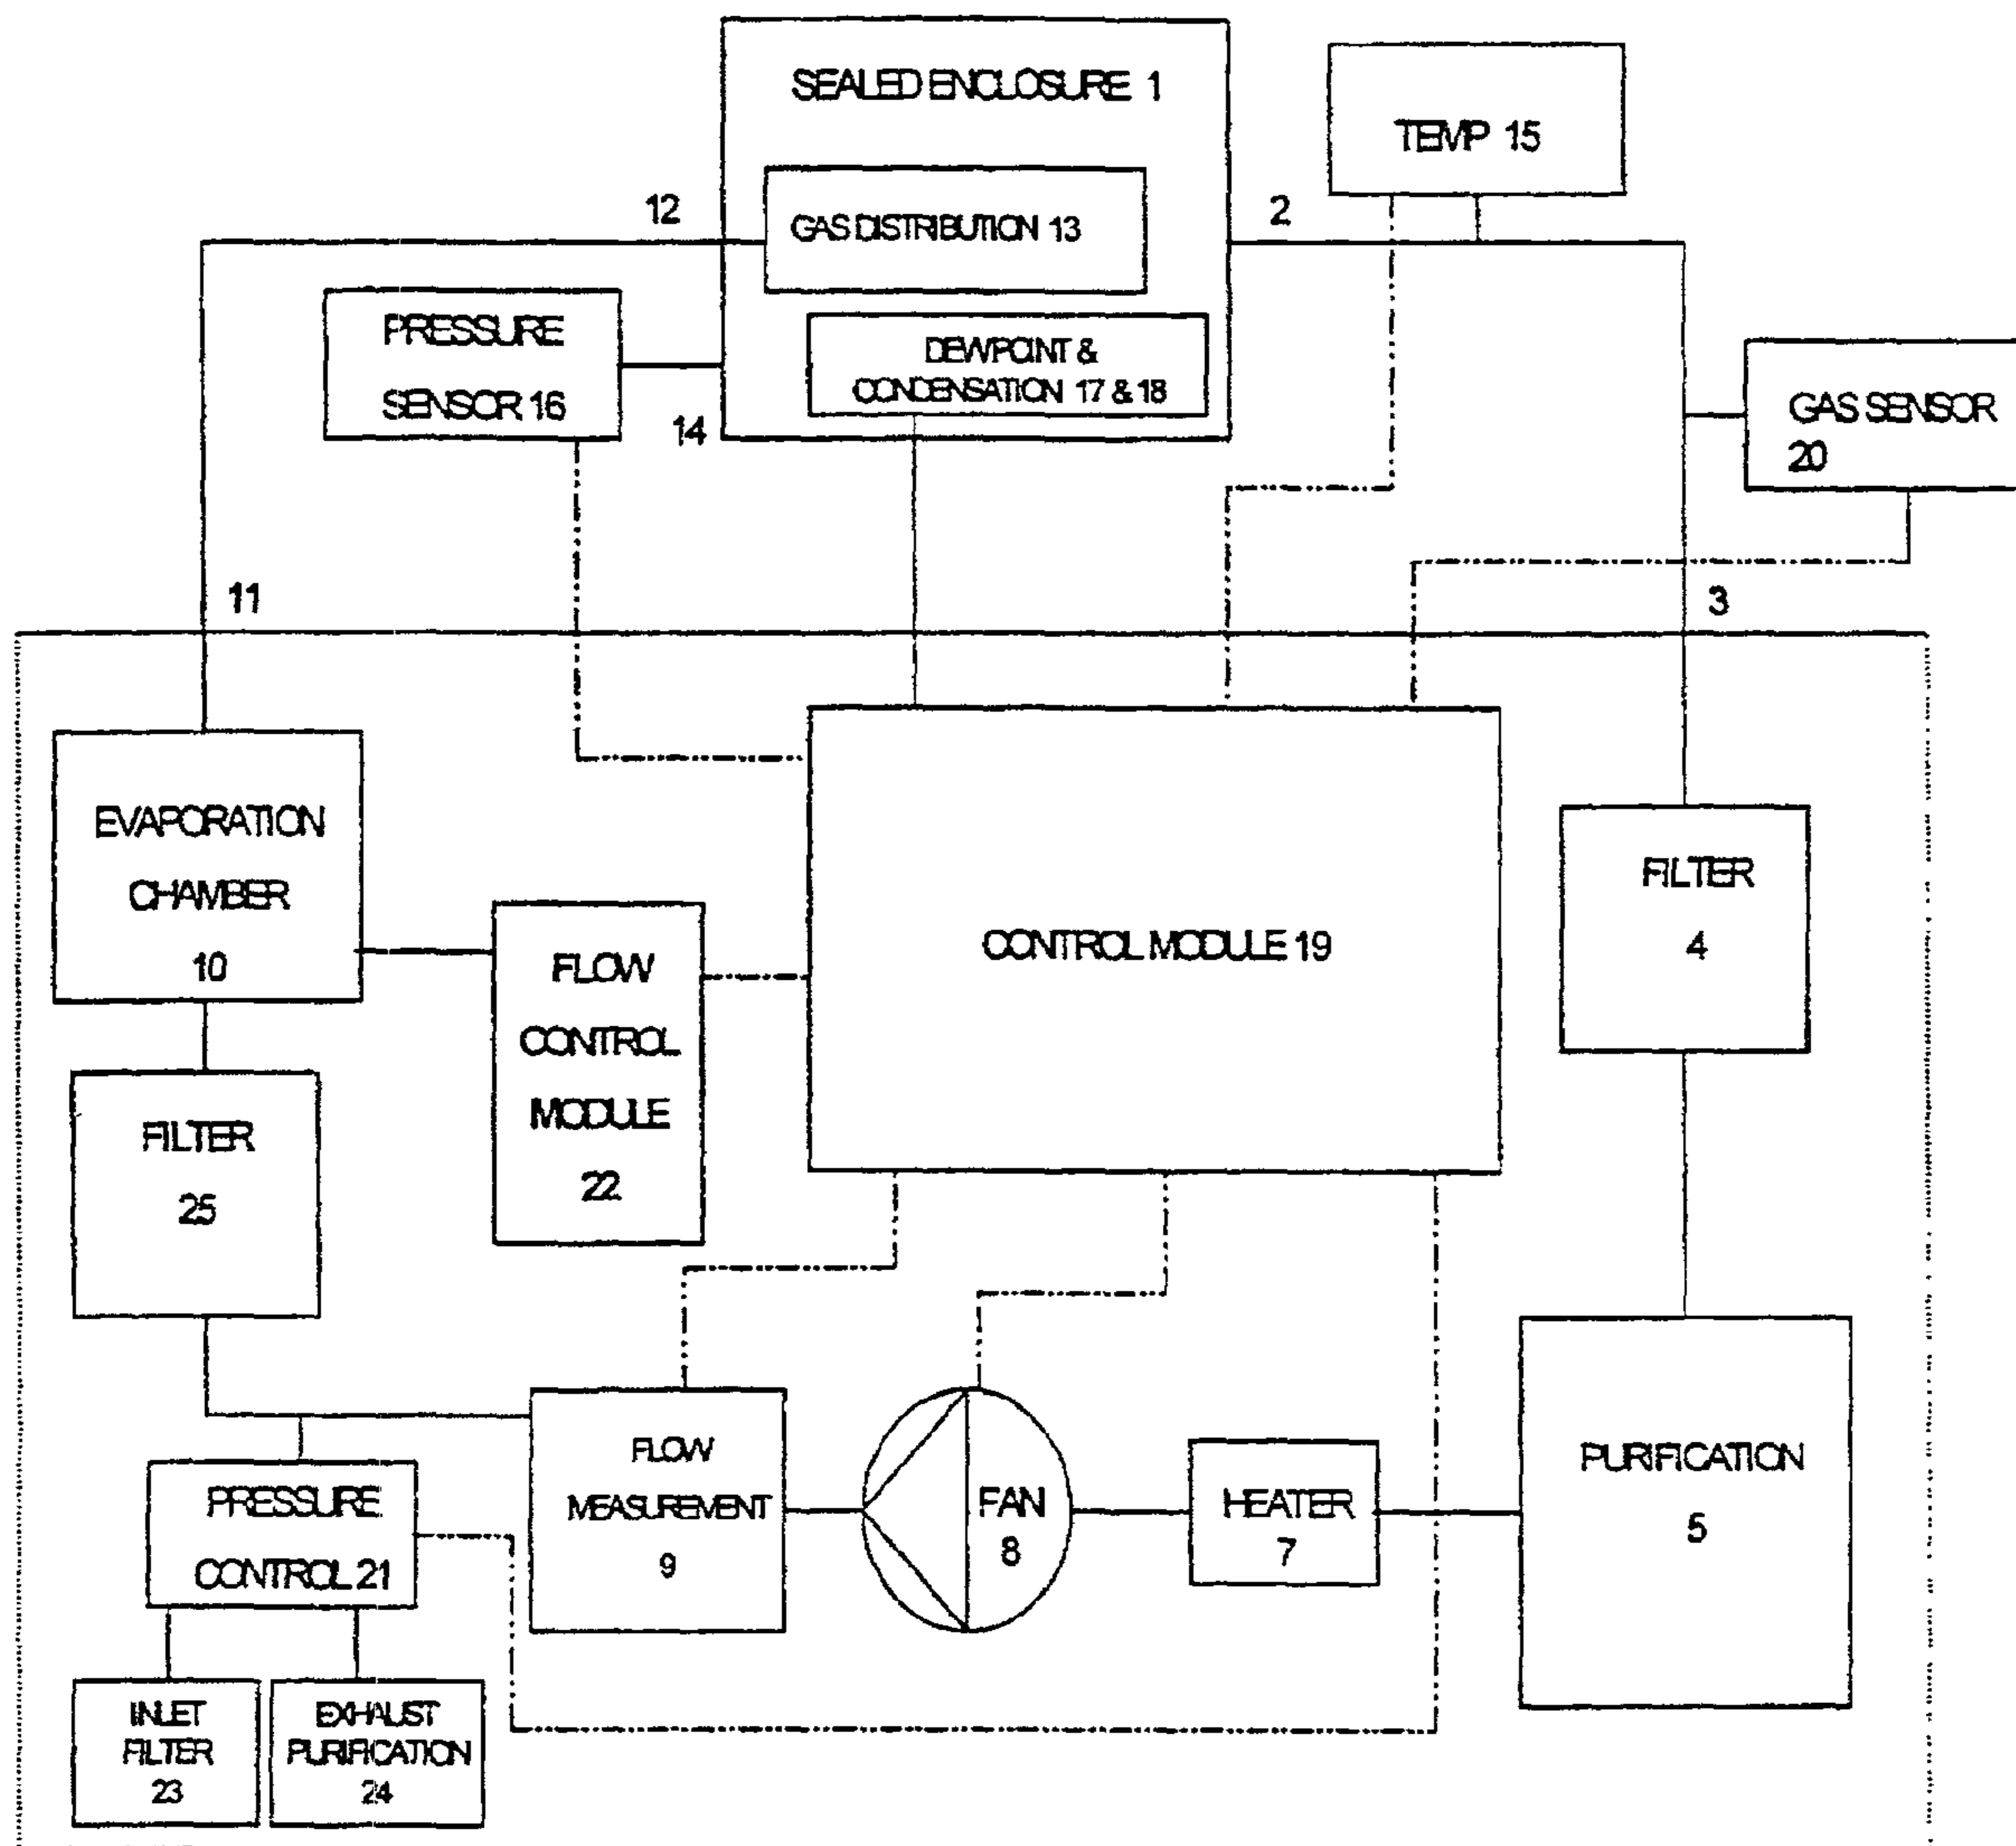 SEALED ENCLOSURE 1
TEMP 15
12
2
GAS DISTRIBUTION 13
PRESSURE
SENSOR 16
DEWPOINT &
CONDENSATION 17 & 18
14
GAS SENSOR
20
11
3
EVAPORATION
CHAMBER
10
FLOW
CONTROL
MODULE
22
CONTROL MODULE 19
FILTER
4
FILTER
25
FLOW
MEASUREMENT
9
FAN
8
HEATER
7
PURIFICATION
5
PRESSURE
CONTROL 21
INLET
FILTER
23
EXHAUST
PURIFICATION
24